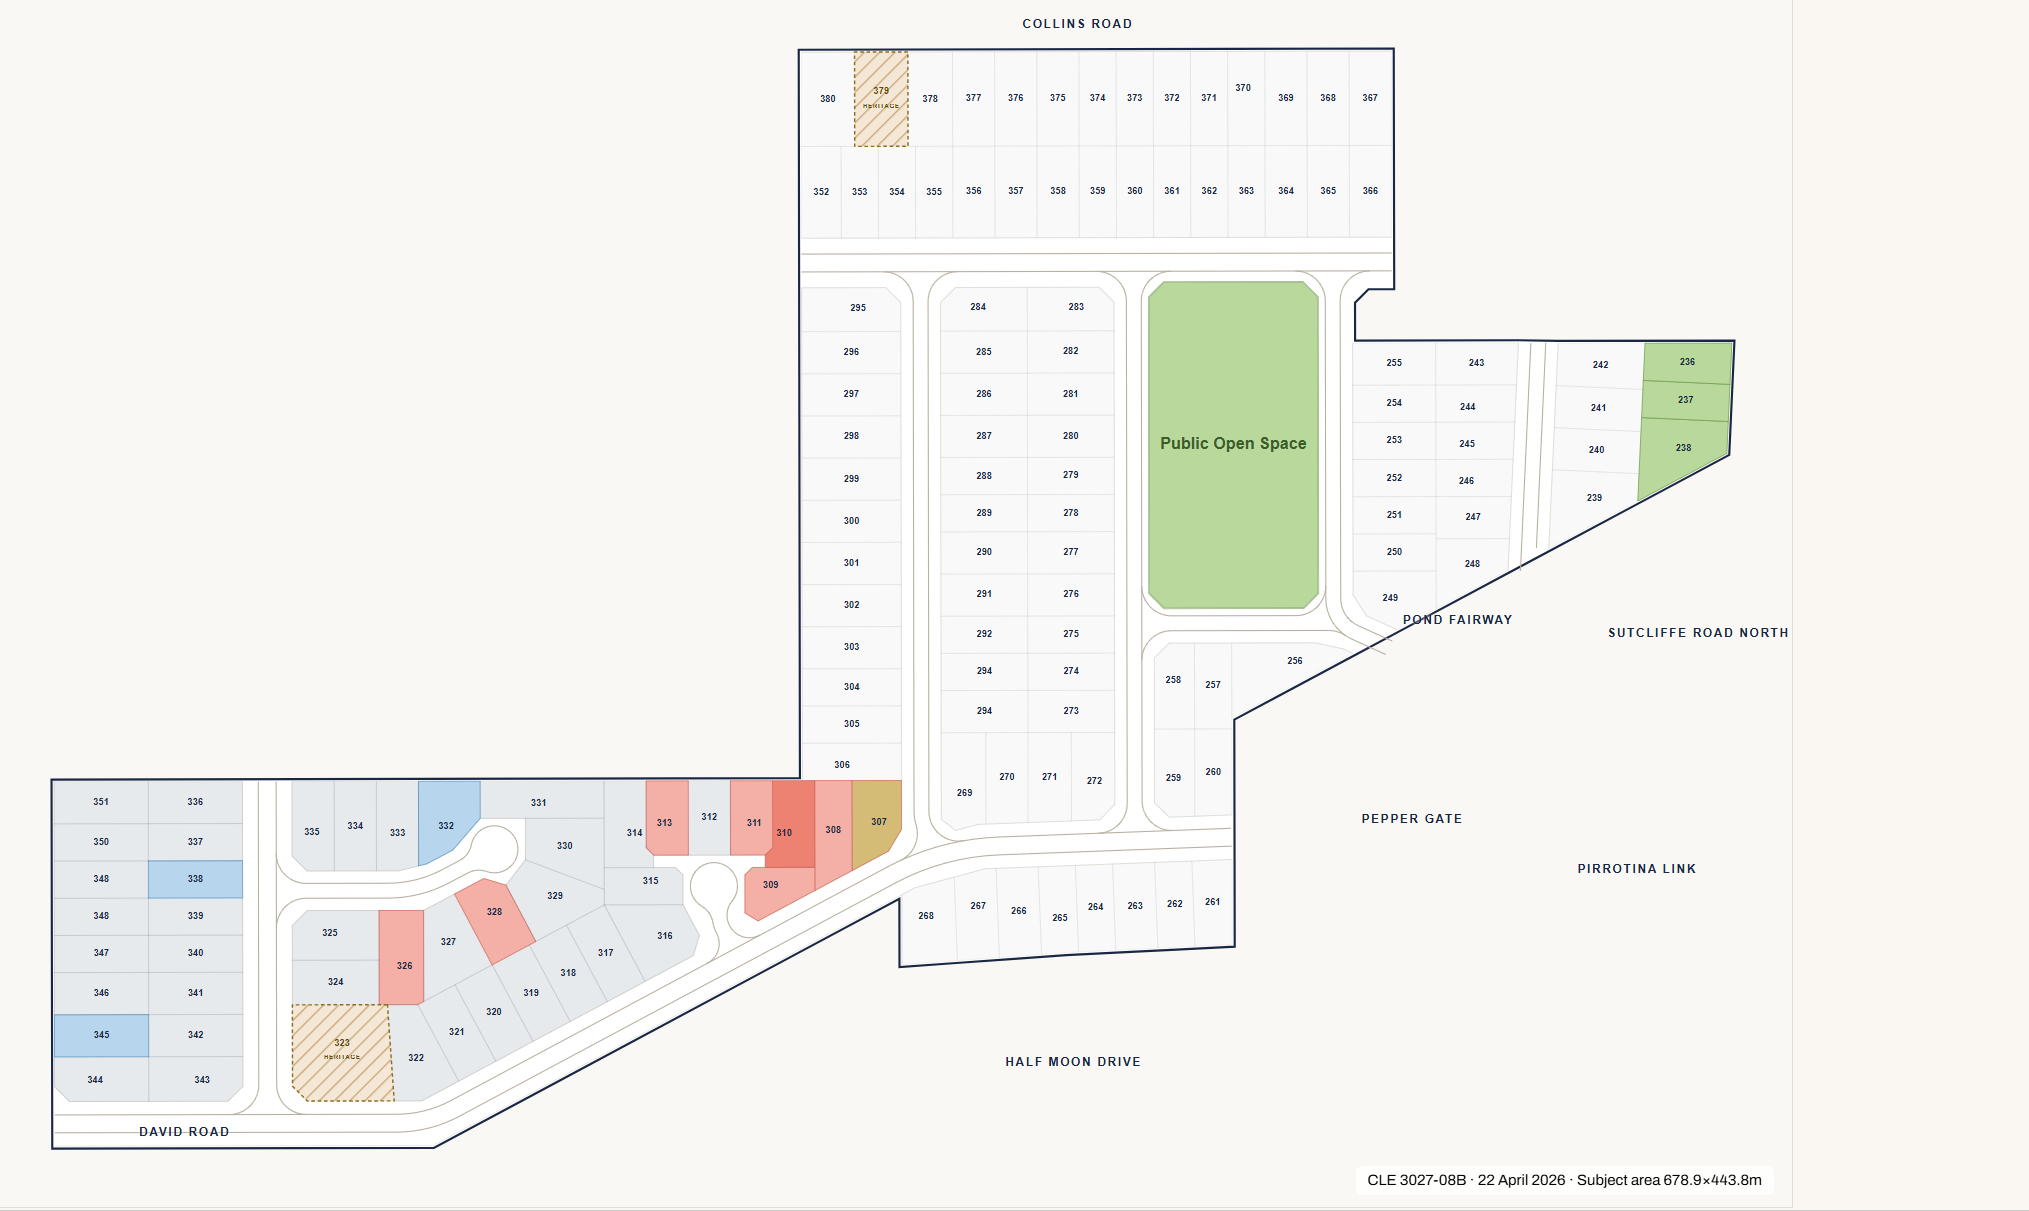 COLLINS ROAD
380 379 378 377 376 375 374 373 372 371 370 369 368 367
HERITAGE
352 353 354 355 356 357 358 359 360 361 362 363 364 365 366
295 284 283
296 285 282
297 286 281
298 287 280
299 288 279
300 289 278
301 290 277
302 291 276
303 292 275
304 294 274
305 294 273
306 269 270 271 272
Public Open Space
255 243 242 236
254 244 241 237
253 245 240 238
252 246 239
251 247
250 248
249
POND FAIRWAY
SUTCLIFFE ROAD NORTH
258 257 256
259 260
PEPPER GATE
PIRROTINA LINK
351 336 335 334 333 332 331 314 313 312 311 310 308 307
350 337 330
348 338 329 315 309
348 339 325 326 327 328 316
347 340 324 317
346 341 318
345 342 323 319
HERITAGE
344 343 322 321 320
268 267 266 265 264 263 262 261
HALF MOON DRIVE
DAVID ROAD
CLE 3027-08B · 22 April 2026 · Subject area 678.9×443.8m